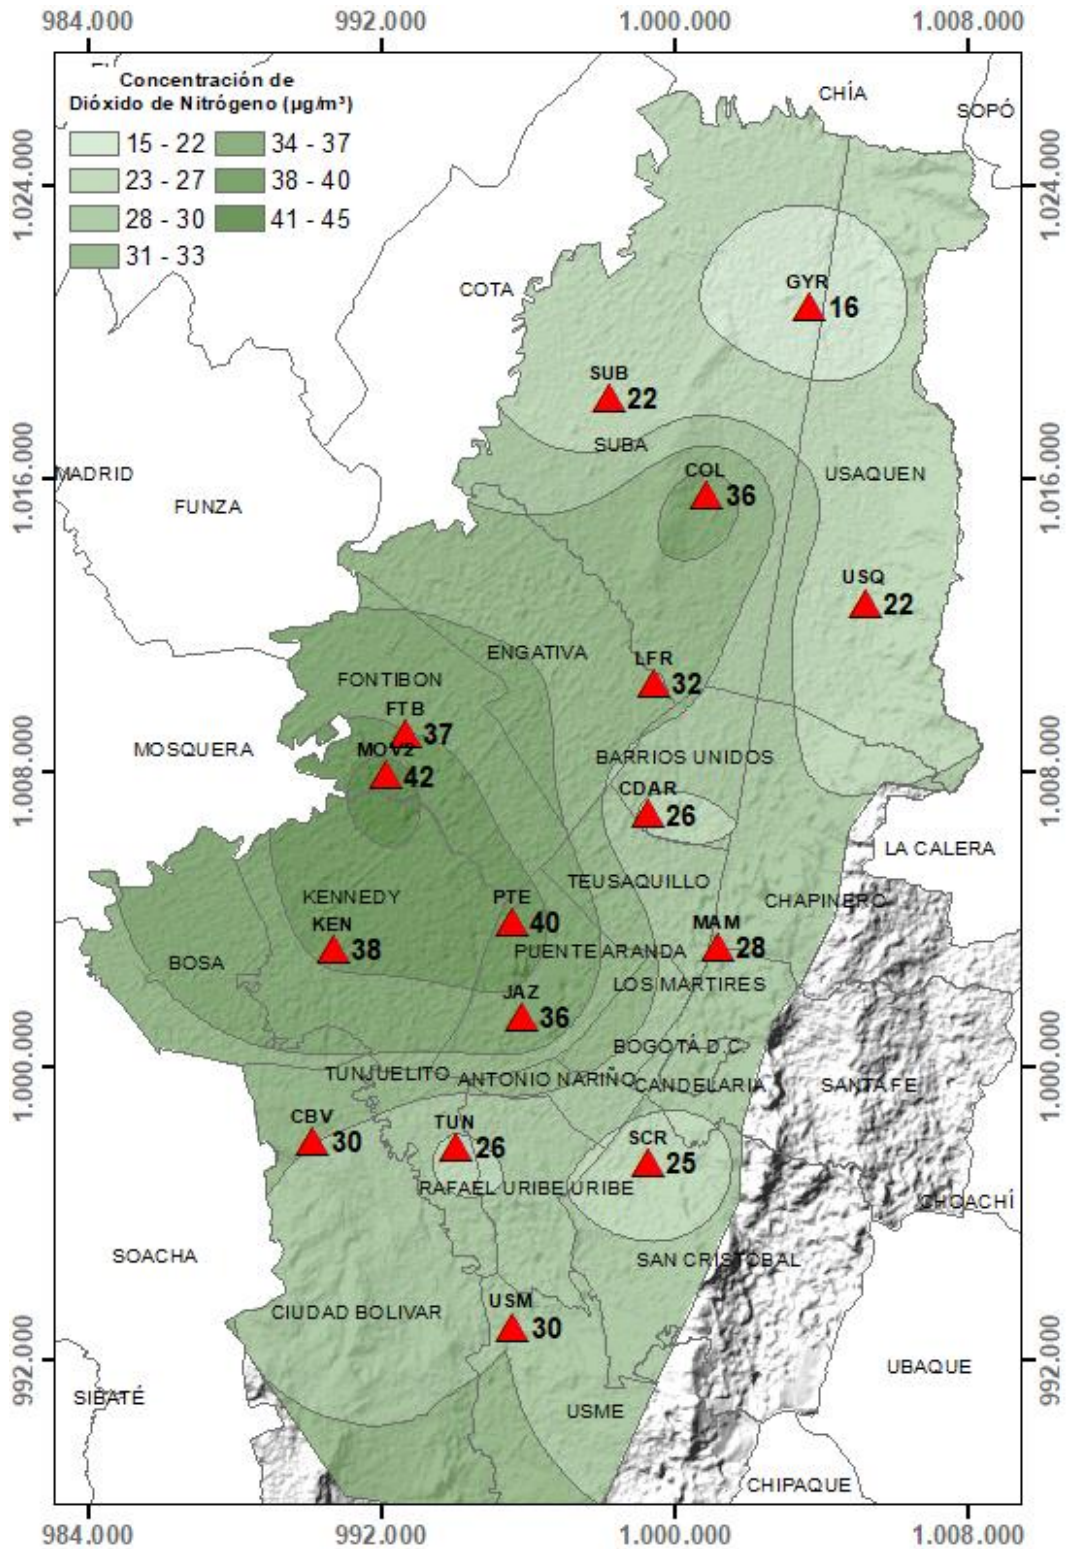 984.000
992.000
1.000.000
1.008.000
Concentración de
Dióxido de Nitrógeno (µg/m³)
15 - 22
34 - 37
23 - 27
38 - 40
28 - 30
41 - 45
31 - 33
CHÍA
SOPÓ
1.024.000
1.024.000
COTA
GYR
16
SUB
22
SUBA
MADRID
FUNZA
COL
36
USAQUEN
1.016.000
1.016.000
USQ
22
ENGATIVA
LFR
32
FONTIBON
FTB
37
MOSQUERA
MOV2
42
BARRIOS UNIDOS
CDAR
26
1.008.000
1.008.000
LA CALERA
TEUSAQUILLO
CHAPINERO
KENNEDY
KEN
38
PTE
40
MAM
28
PUENTE ARANDA
BOSA
LOS MARTIRES
JAZ
36
BOGOTÁ D.C.
1.000.000
1.000.000
TUNJUELITO
ANTONIO NARIÑO
CANDELARIA
SANTA FE
CBV
30
TUN
26
SCR
25
RAFAEL URIBE URIBE
CHOACHÍ
SOACHA
SAN CRISTOBAL
CIUDAD BOLIVAR
USM
30
992.000
992.000
UBAQUE
SIBATÉ
USME
CHIPAQUE
984.000
992.000
1.000.000
1.008.000